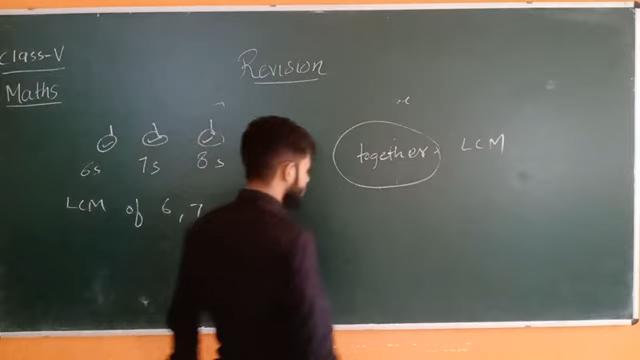 Class-V
Maths
Revision
6s 7s 8s
together LCM
LCM of 6, 7